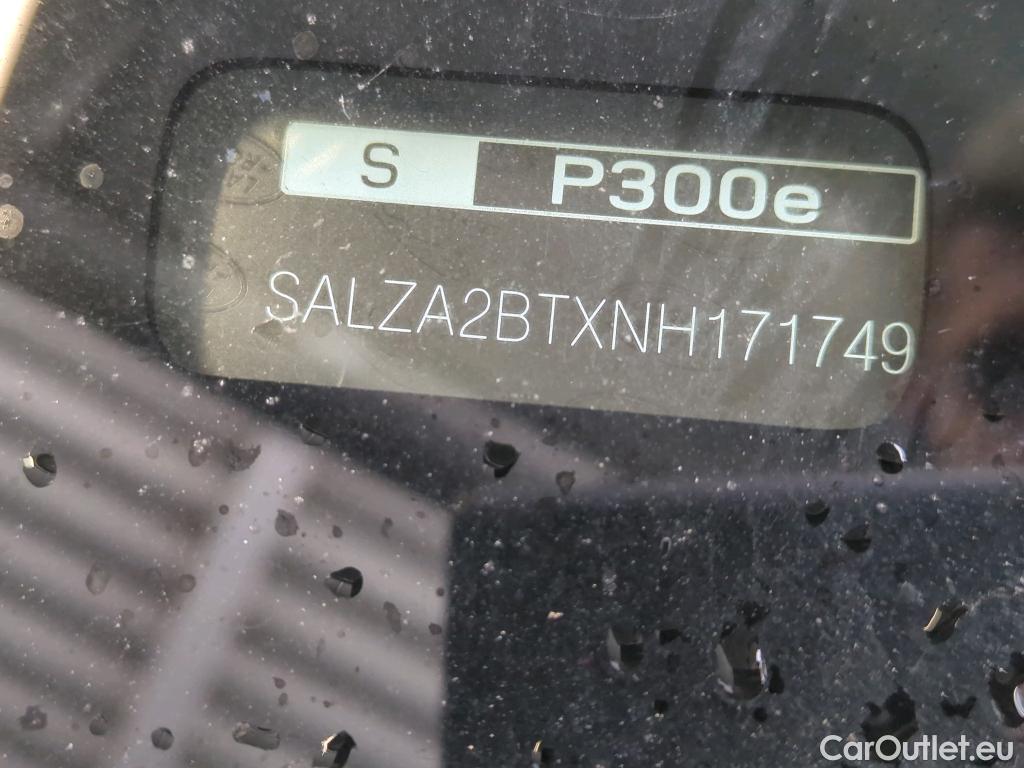 S P300e
SALZA2BTXNH171749
CarOutlet.eu